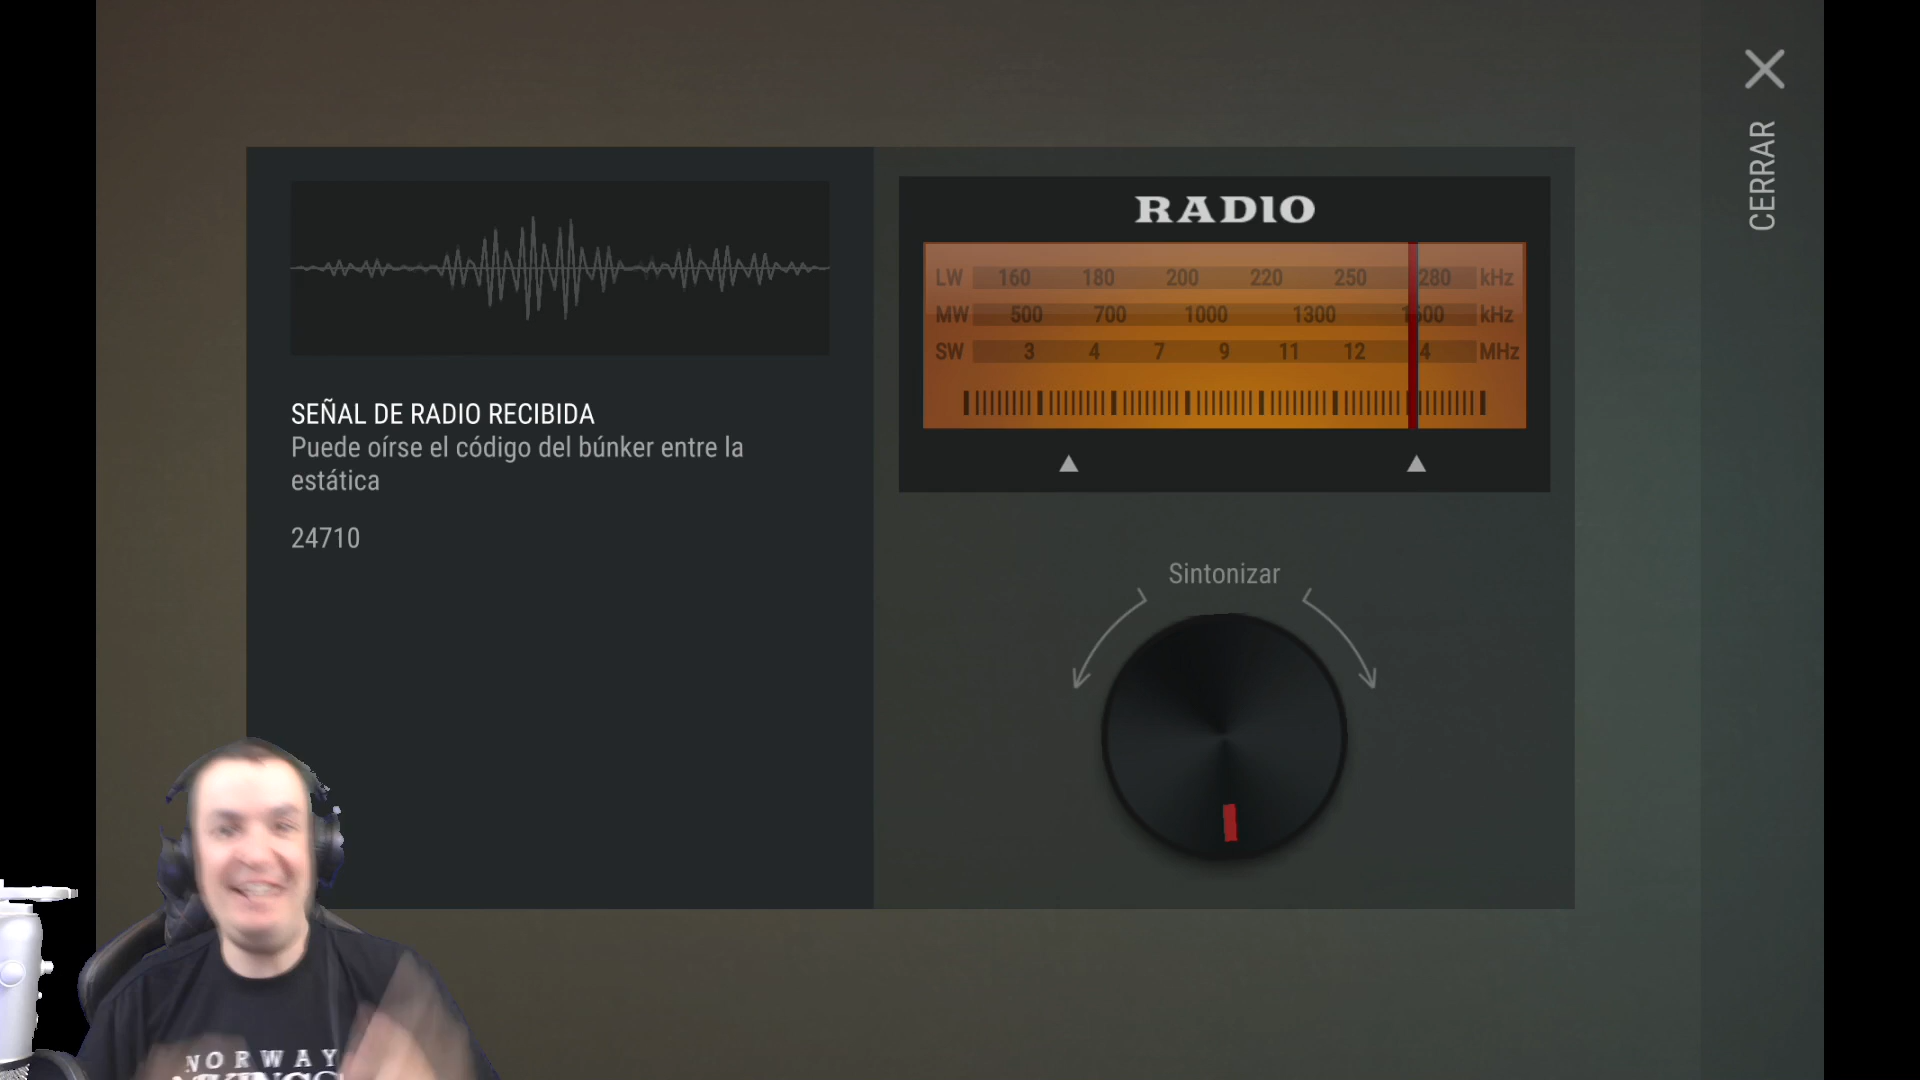 CERRAR
RADIO
LW 160 180 200 220 250 280 kHz
MW 500 700 1000 1300 kHz
SW 3 4 7 9 11 12 MHz
SEÑAL DE RADIO RECIBIDA
Puede oírse el código del búnker entre la
estática
24710
Sintonizar
NORWAY